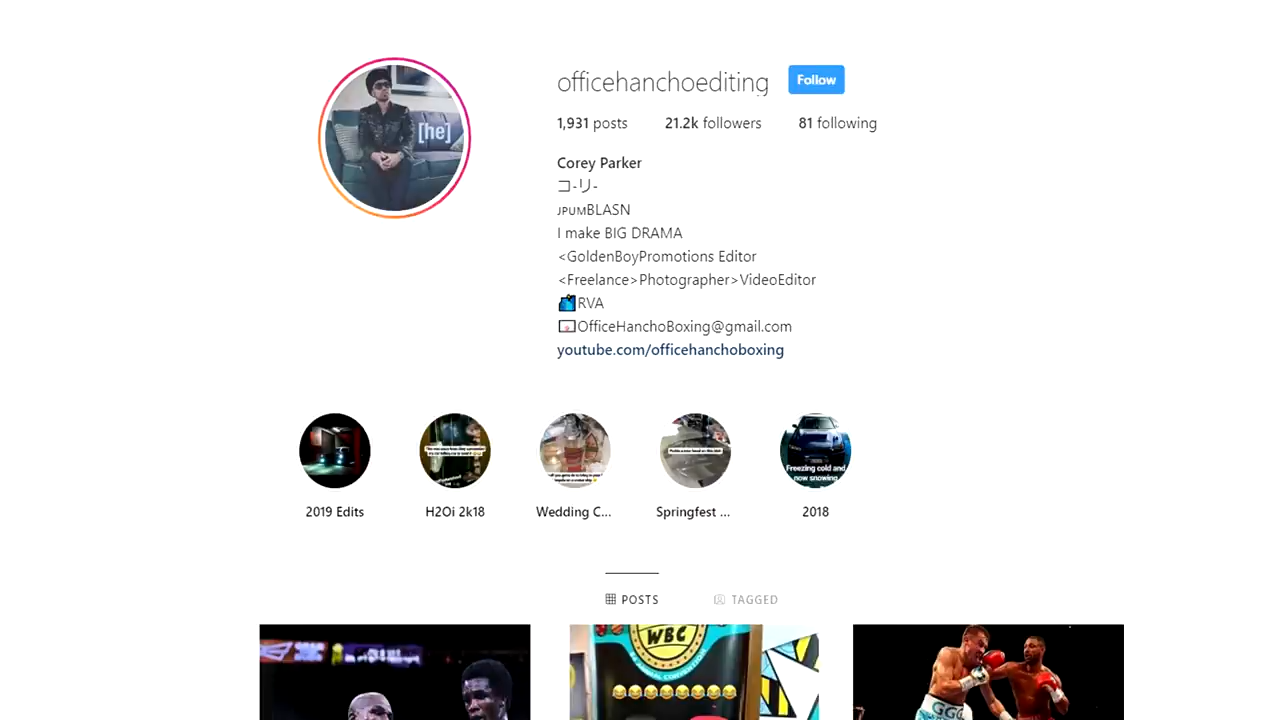 officehanchoediting Follow
1,931 posts 21.2k followers 81 following
[he]
Corey Parker
コ-リ-
JPUMBLASN
I make BIG DRAMA
<GoldenBoyPromotions Editor
<Freelance>Photographer>VideoEditor
RVA
OfficeHanchoBoxing@gmail.com
youtube.com/officehanchoboxing
Freezing cold and
now snowing
2019 Edits H2Oi 2k18 Wedding C... Springfest ... 2018
POSTS TAGGED
WBC
GGG